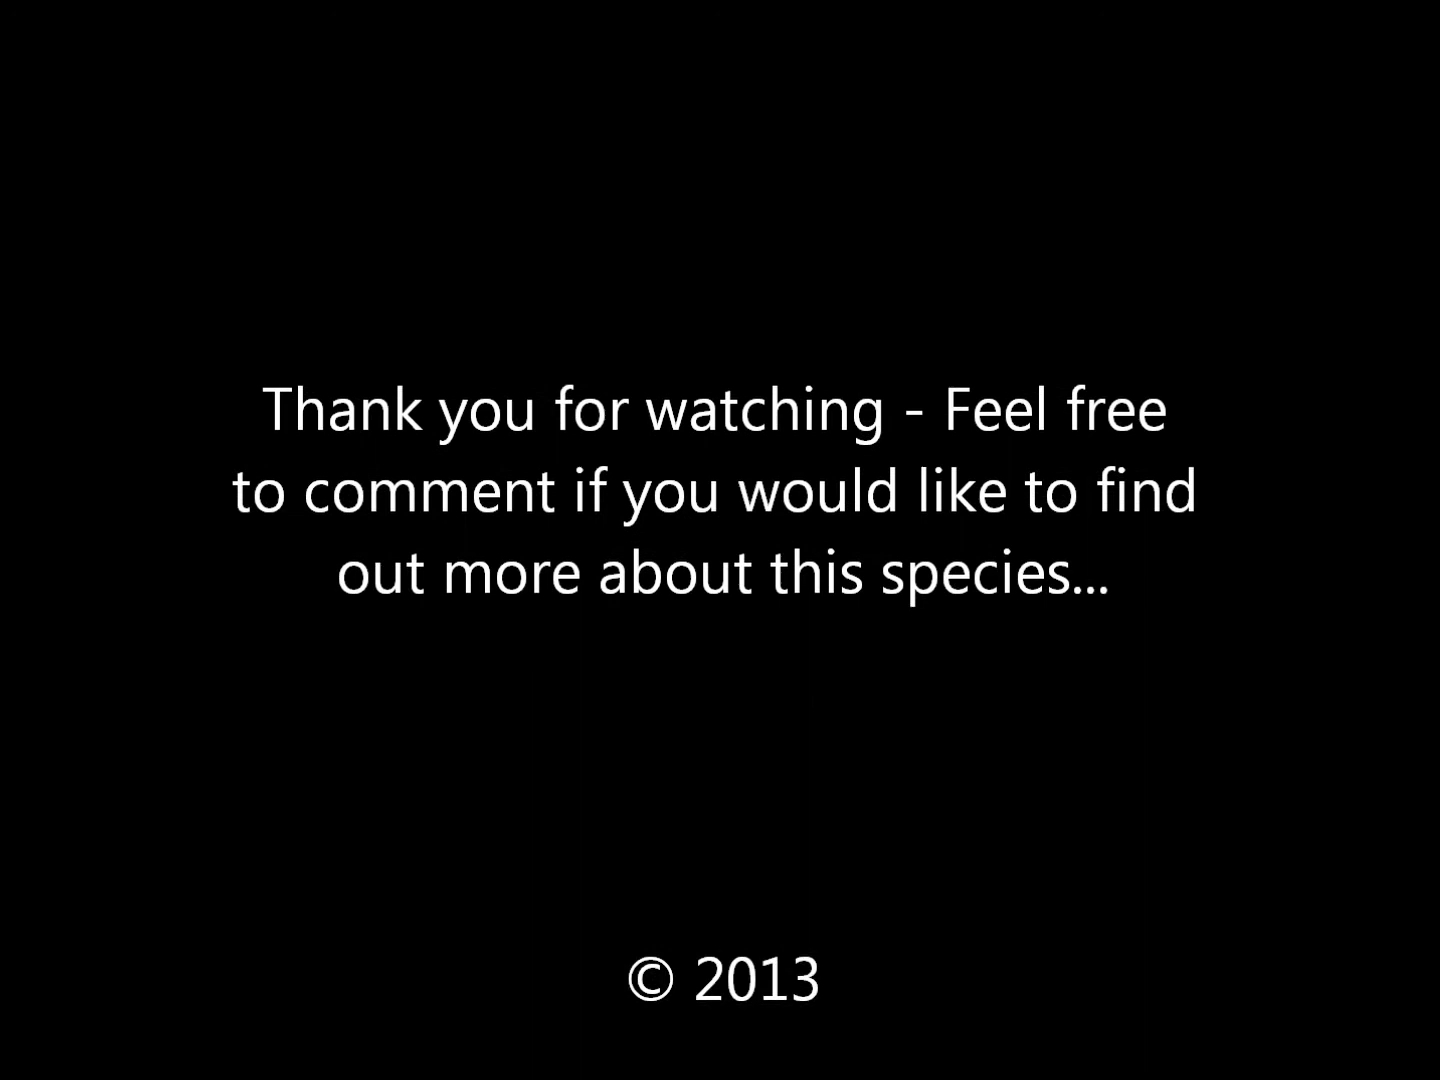 Thank you for watching - Feel free
to comment if you would like to find
out more about this species...
© 2013